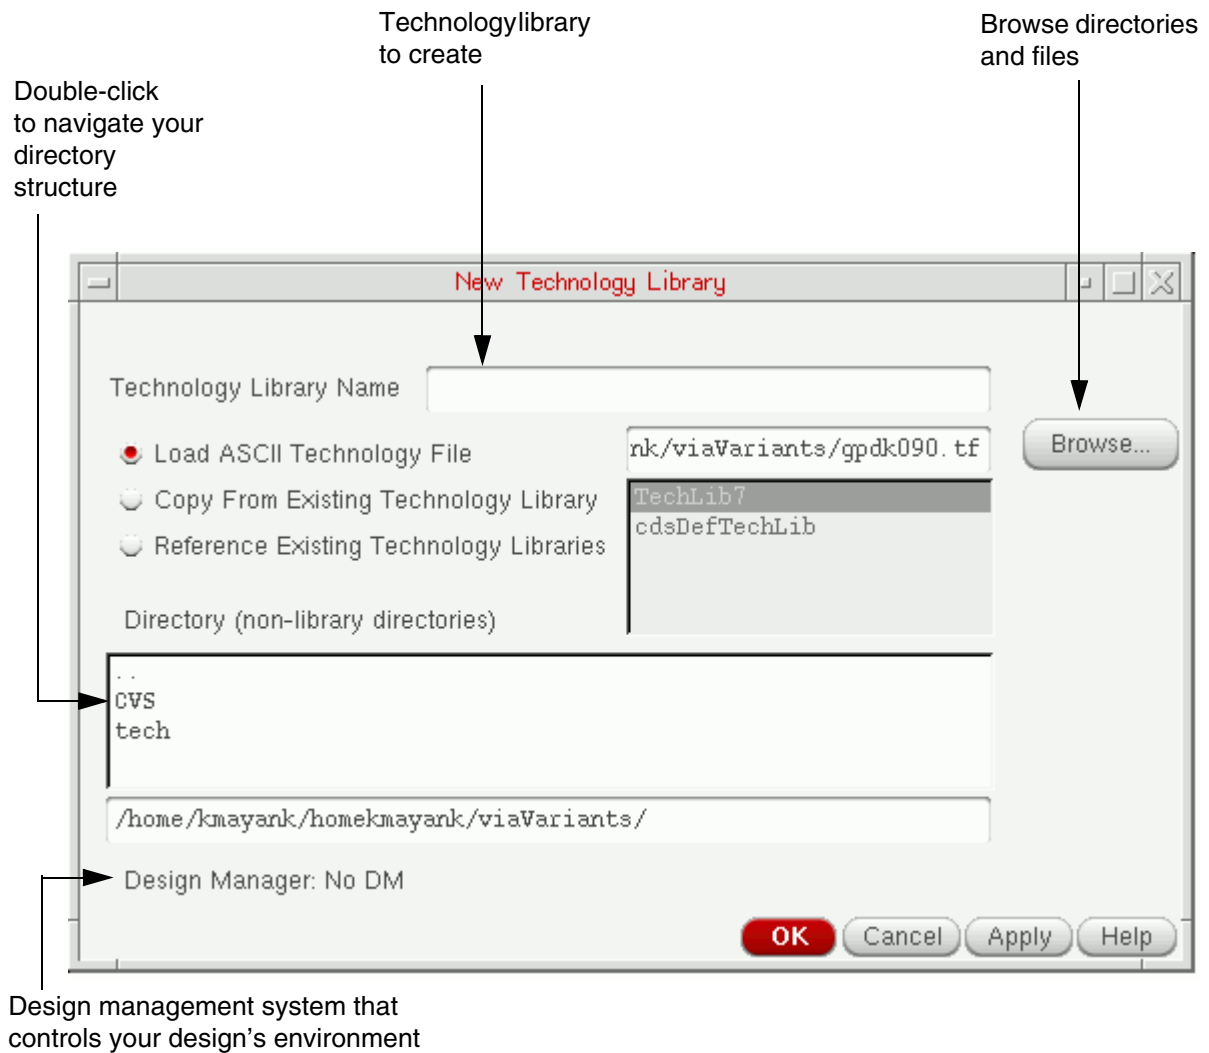 Technologylibrary
to create
Browse directories
and files
Double-click
to navigate your
directory
structure
New Technology Library
Technology Library Name
Load ASCII Technology File
nk/viaVariants/gpdk090.tf
Browse...
Copy From Existing Technology Library
TechLib7
cdsDefTechLib
Reference Existing Technology Libraries
Directory (non-library directories)
..
CVS
tech
/home/kmayank/homekmayank/viaVariants/
Design Manager: No DM
OK
Cancel
Apply
Help
Design management system that
controls your design’s environment